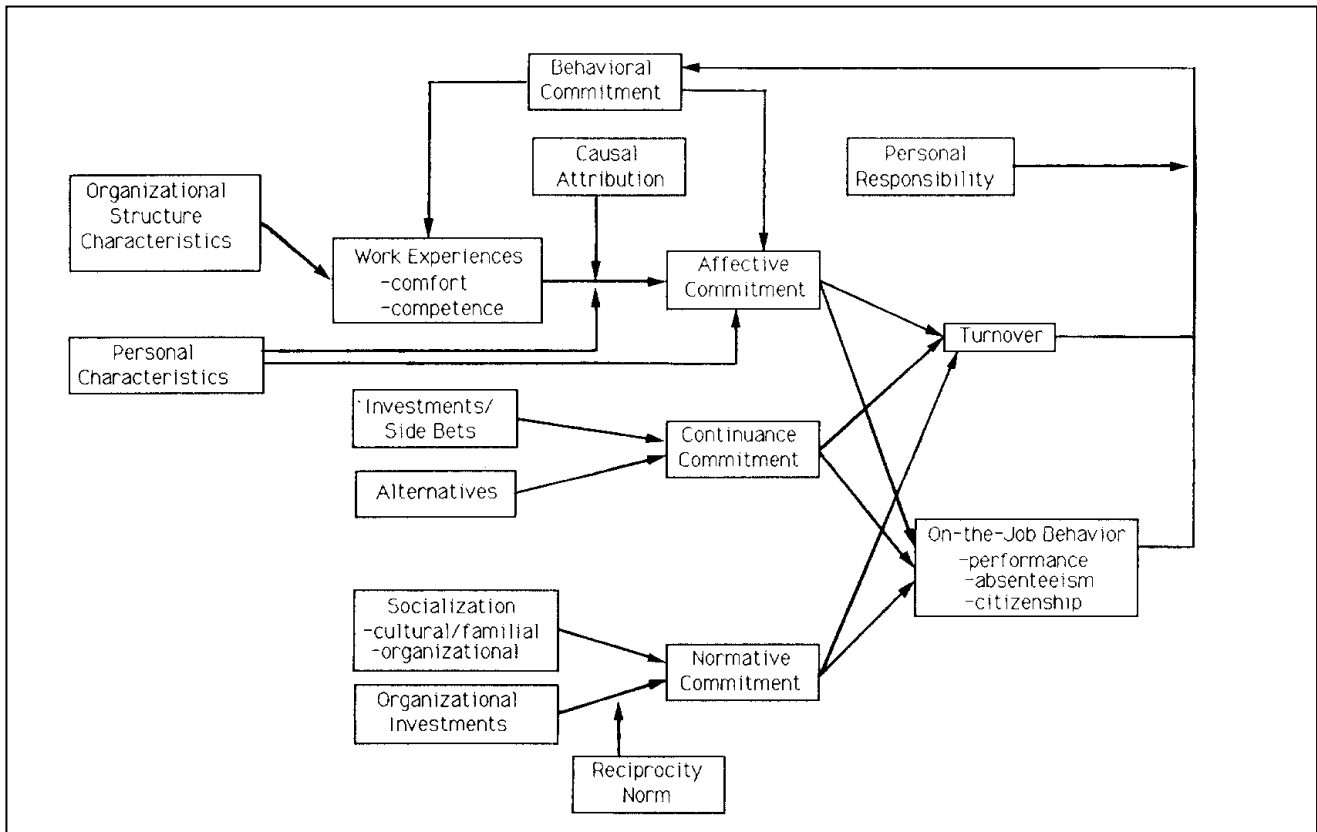 Behavioral
Commitment
Causal
Attribution
Personal
Responsibility
Organizational
Structure
Characteristics
Work Experiences
-comfort
-competence
Affective
Commitment
Turnover
Personal
Characteristics
Investments/
Side Bets
Continuance
Commitment
Alternatives
On-the-Job Behavior
-performance
-absenteeism
-citizenship
Socialization
-cultural/familial
-organizational
Normative
Commitment
Organizational
Investments
Reciprocity
Norm